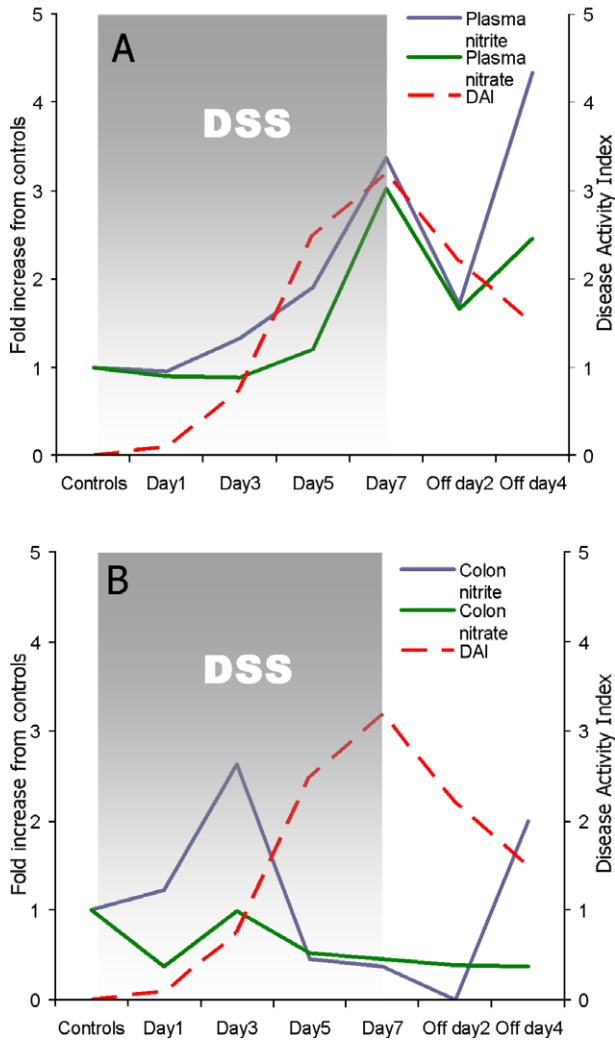 A
DSS
Plasma
nitrite
Plasma
nitrate
DAI
Fold increase from controls
5
4
3
2
1
0
Disease Activity Index
5
4
3
2
1
0
Controls Day1 Day3 Day5 Day7 Off day2 Off day4
B
DSS
Colon
nitrite
Colon
nitrate
DAI
Fold increase from controls
5
4
3
2
1
0
Disease Activity Index
5
4
3
2
1
0
Controls Day1 Day3 Day5 Day7 Off day2 Off day4